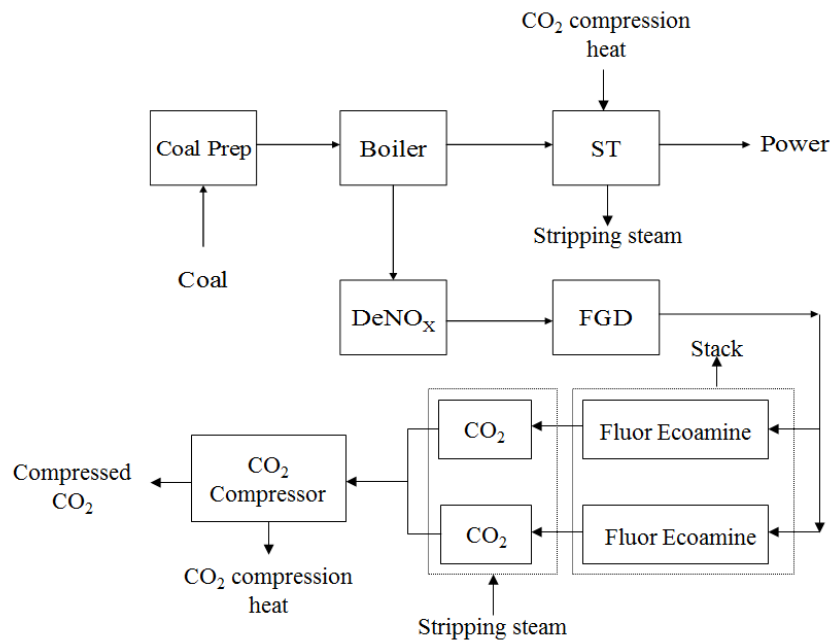 CO₂ compression
heat
Coal Prep
Boiler
ST
Power
Stripping steam
Coal
DeNOₓ
FGD
Stack
CO₂
Fluor Ecoamine
Compressed
CO₂
CO₂
Compressor
CO₂
Fluor Ecoamine
CO₂ compression
heat
Stripping steam